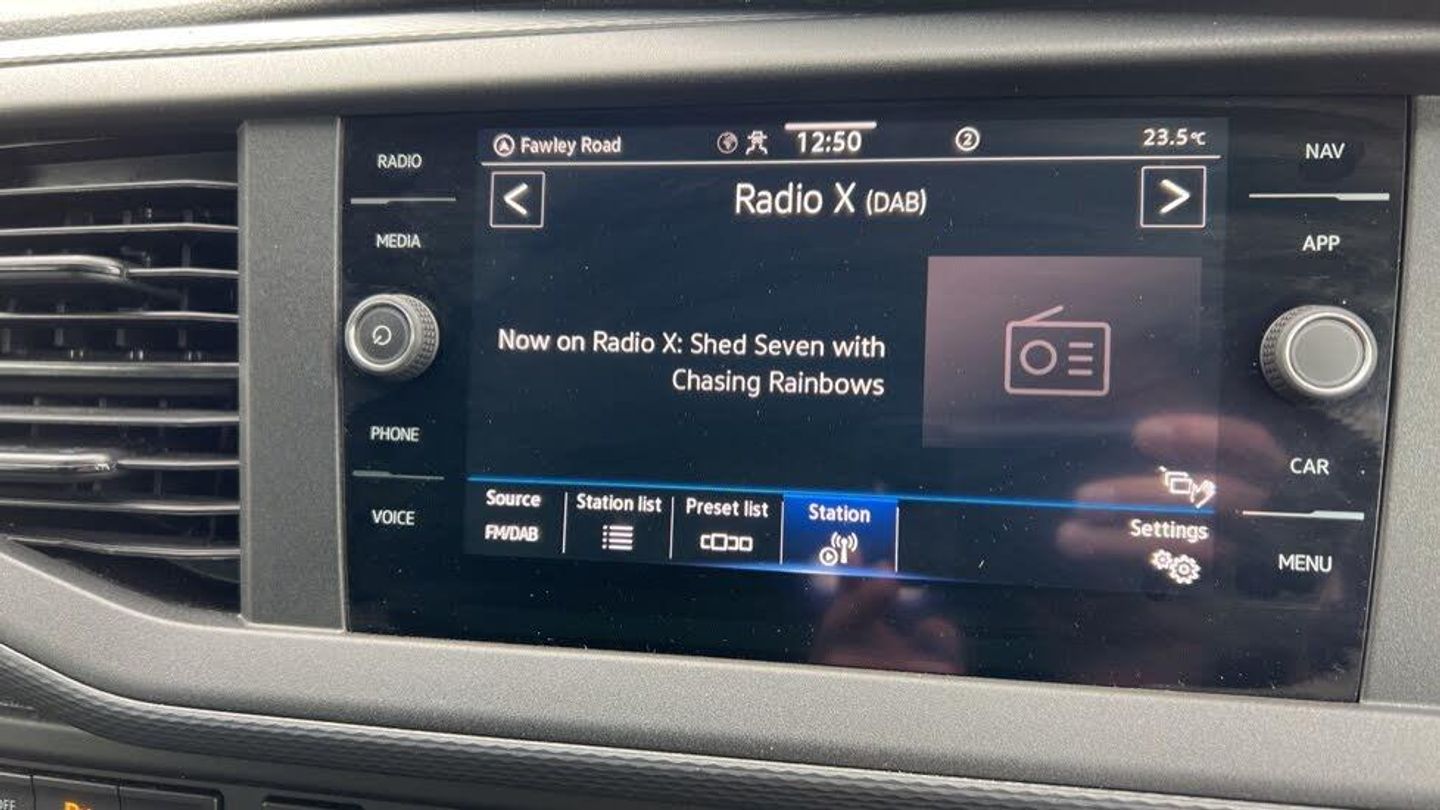 RADIO
MEDIA
PHONE
VOICE
Fawley Road
12:50
2
23.5°C
Radio X (DAB)
Now on Radio X: Shed Seven with
Chasing Rainbows
Source
FM/DAB
Station list
Preset list
Station
Settings
NAV
APP
CAR
MENU